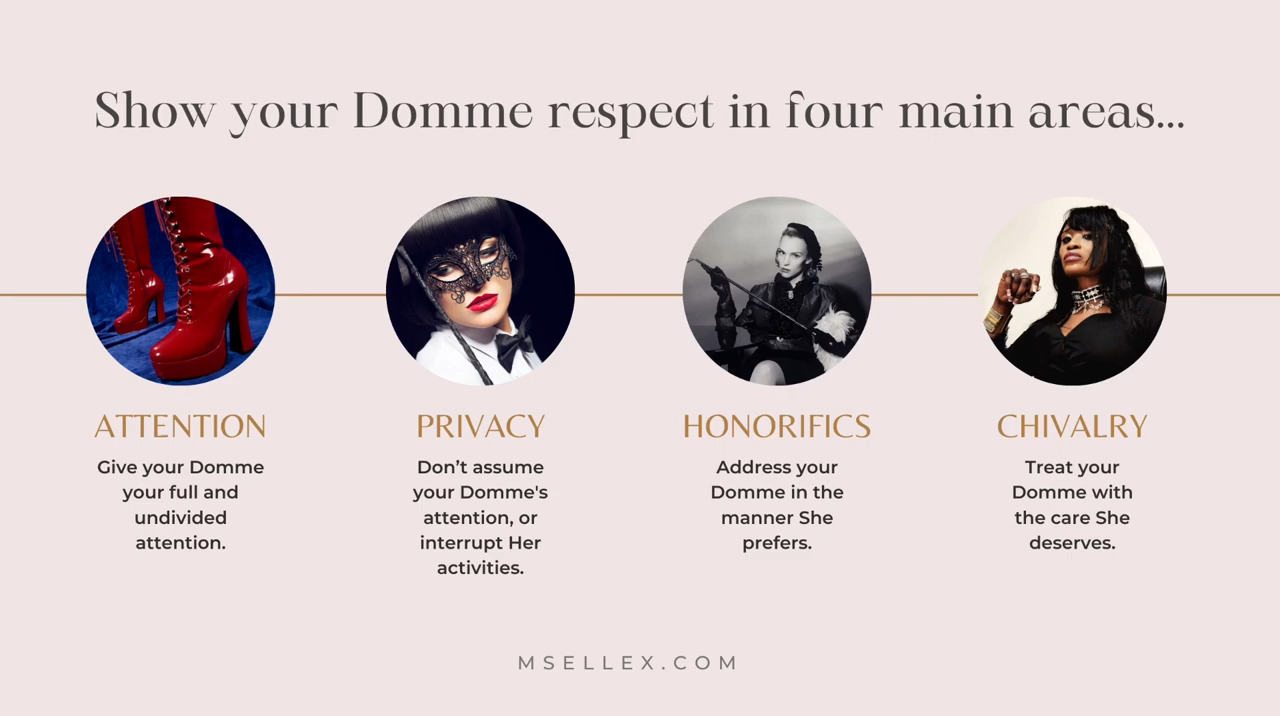 Show your Domme respect in four main areas...
ATTENTION
Give your Domme
your full and
undivided
attention.
PRIVACY
Don’t assume
your Domme's
attention, or
interrupt Her
activities.
HONORIFICS
Address your
Domme in the
manner She
prefers.
CHIVALRY
Treat your
Domme with
the care She
deserves.
MSELLEX.COM